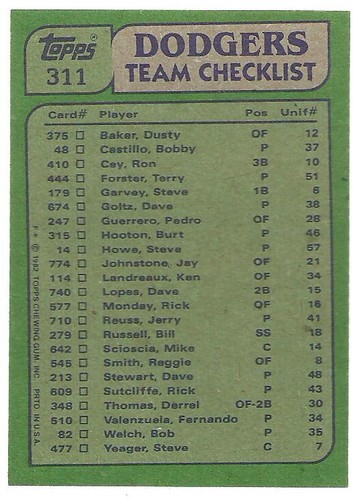 topps
311
DODGERS
TEAM CHECKLIST
Card# Player Pos Unif#
375 Baker, Dusty OF 12
48 Castillo, Bobby P 37
410 Cey, Ron 3B 10
444 Forster, Terry P 51
179 Garvey, Steve 1B 6
674 Goltz, Dave P 38
247 Guerrero, Pedro OF 28
315 Hooton, Burt P 46
14 Howe, Steve P 57
774 Johnstone, Jay OF 21
114 Landreaux, Ken OF 34
740 Lopes, Dave 2B 15
577 Monday, Rick OF 16
710 Reuss, Jerry P 41
279 Russell, Bill SS 18
642 Scioscia, Mike C 14
545 Smith, Reggie OF 8
213 Stewart, Dave P 48
609 Sutcliffe, Rick P 43
348 Thomas, Derrel OF-2B 30
510 Valenzuela, Fernando P 34
82 Welch, Bob P 35
477 Yeager, Steve C 7
© 1982 TOPPS CHEWING GUM, INC. PRTD. IN U.S.A.